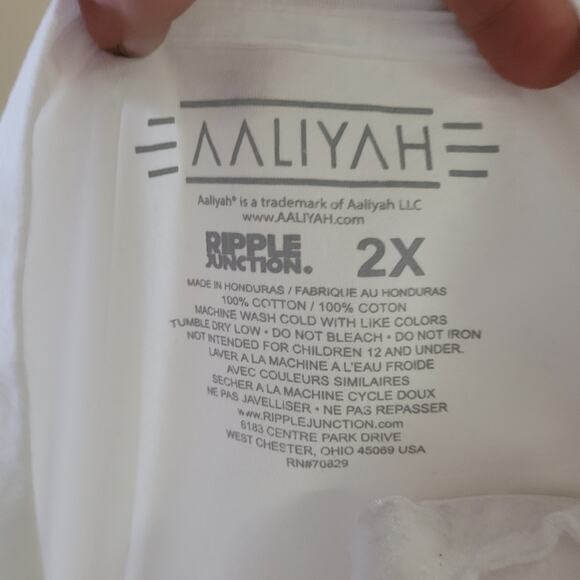 AALIYAH
Aaliyah® is a trademark of Aaliyah LLC
www.AALIYAH.com
RIPPLE JUNCTION. 2X
MADE IN HONDURAS / FABRIQUE AU HONDURAS
100% COTTON / 100% COTON
MACHINE WASH COLD WITH LIKE COLORS
TUMBLE DRY LOW • DO NOT BLEACH • DO NOT IRON
NOT INTENDED FOR CHILDREN 12 AND UNDER.
LAVER A LA MACHINE A L'EAU FROIDE
AVEC COULEURS SIMILAIRES
SECHER A LA MACHINE CYCLE DOUX
NE PAS JAVELLISER • NE PAS REPASSER
www.RIPPLEJUNCTION.com
6183 CENTRE PARK DRIVE
WEST CHESTER, OHIO 45069 USA
RN#70829